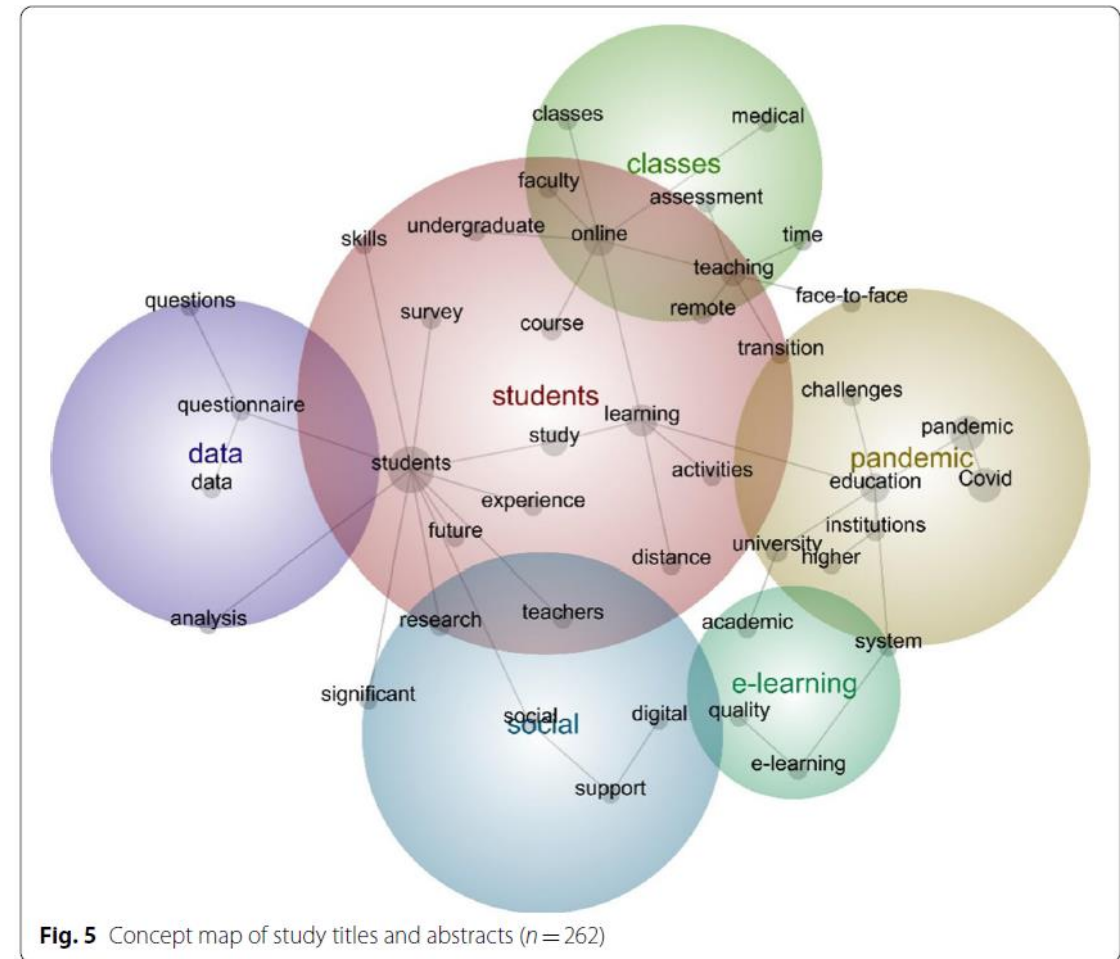 classes
medical
classes
faculty
assessment
undergraduate
online
skills
time
teaching
face-to-face
questions
remote
survey
course
transition
challenges
students
questionnaire
learning
pandemic
study
data
pandemic
students
activities
education
Covid
data
experience
institutions
future
university
higher
distance
analysis
research
teachers
academic
system
significant
e-learning
social
social
digital
quality
e-learning
support
Fig. 5 Concept map of study titles and abstracts (n = 262)